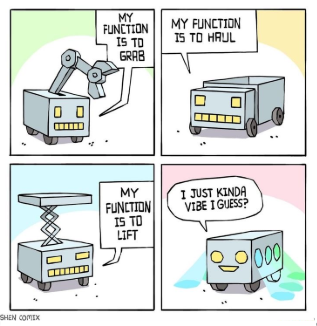 MY
FUNCTION
IS TO
GRAB
MY FUNCTION
IS TO HAUL
MY
FUNCTION
IS TO
LIFT
I JUST KINDA
VIBE I GUESS?
SHEN COMIX